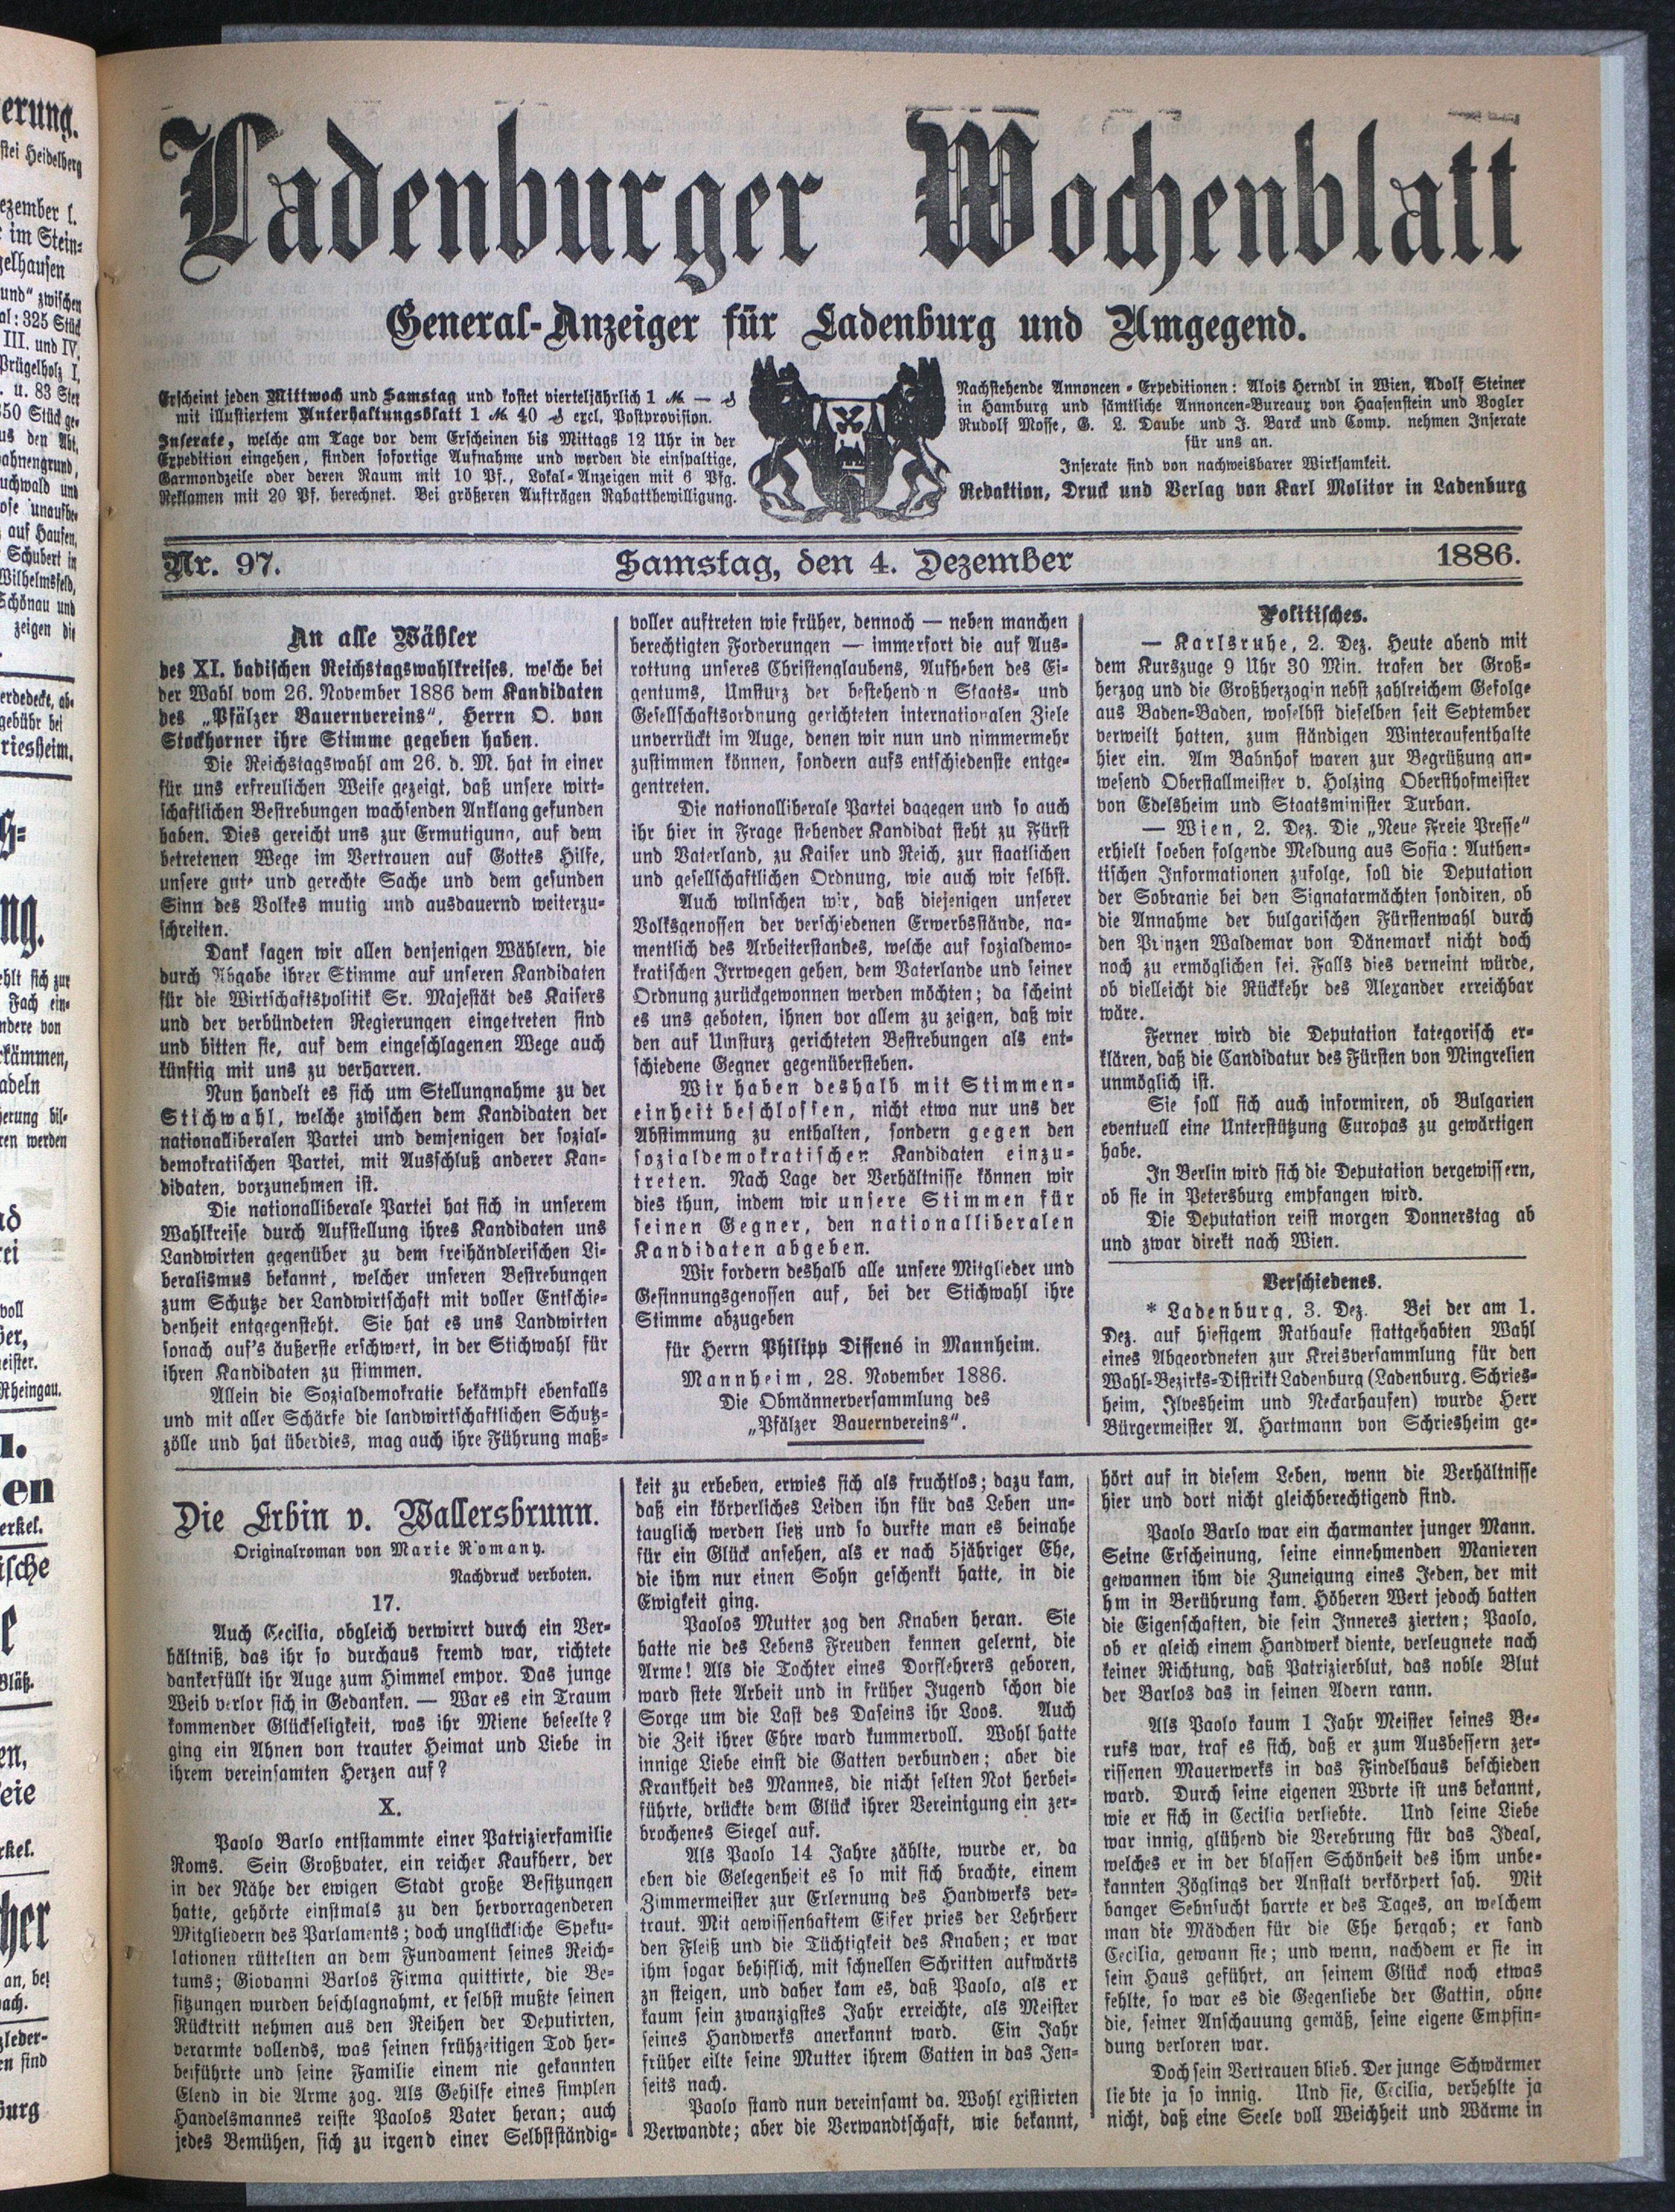 erung.
stei Heidelberg
ezember l.
im Stein-
gelhausen
und" zwischen
al: 325 Stück
III. und IV.
Prügelholz I.
u. 83 Ster
350 Stück ge-
us den Abt.
ahnengrund,
uchwald und
auf Haufen,
Schubert in
Wilhelmsfeld,
Schönau und
zeigen die
gebühr bei
riesheim.
ng.
ehlt sich zur
Fach ein-
ndere von
kämmen,
adeln
erung bil-
ren werden
voll
Rheingau.
Ladenburger Wochenblatt
General-Anzeiger für Ladenburg und Umgegend.
Erscheint jeden Mittwoch und Samstag und kostet vierteljährlich 1 ℳ — ₰
mit illustriertem Unterhaltungsblatt 1 ℳ 40 ₰ excl. Postprovision.
Inserate, welche am Tage vor dem Erscheinen bis Mittags 12 Uhr in der
Expedition eingehen, finden sofortige Aufnahme und werden die einspaltige,
Garmondzeile oder deren Raum mit 10 Pf., Lokal-Anzeigen mit 6 Pfg.
Reklamen mit 20 Pf. berechnet. Bei größeren Aufträgen Rabattbewilligung.
Nachstehende Annoncen-Expeditionen: Alois Herndl in Wien, Adolf Steiner
in Hamburg und sämtliche Annoncen-Bureaux von Haasenstein und Vogler
Rudolf Mosse, G. L. Daube und J. Barck und Comp. nehmen Inserate
für uns an.
Inserate sind von nachweisbarer Wirksamkeit.
Redaktion, Druck und Verlag von Karl Molitor in Ladenburg
Nr. 97. Samstag, den 4. Dezember 1886.
An alle Wähler
des XI. badischen Reichstagswahlkreises, welche bei
der Wahl vom 26. November 1886 dem Kandidaten
des „Pfälzer Bauernvereins", Herrn O. von
Stockhorner ihre Stimme gegeben haben.
Die Reichstagswahl am 26. d. M. hat in einer
für uns erfreulichen Weise gezeigt, daß unsere wirt-
schaftlichen Bestrebungen wachsenden Anklang gefunden
haben. Dies gereicht uns zur Ermutigung, auf dem
betretenen Wege im Vertrauen auf Gottes Hilfe,
unsere gute und gerechte Sache und dem gesunden
Sinn des Volkes mutig und ausdauernd weiterzu-
schreiten.
Dank sagen wir allen denjenigen Wählern, die
durch Abgabe ihrer Stimme auf unseren Kandidaten
für die Wirtschaftspolitik Sr. Majestät des Kaisers
und der verbündeten Regierungen eingetreten sind
und bitten sie, auf dem eingeschlagenen Wege auch
künftig mit uns zu verharren.
Nun handelt es sich um Stellungnahme zu der
Stichwahl, welche zwischen dem Kandidaten der
nationalliberalen Partei und demjenigen der sozial-
demokratischen Partei, mit Ausschluß anderer Kan-
didaten, vorzunehmen ist.
Die nationalliberale Partei hat sich in unserem
Wahlkreise durch Aufstellung ihres Kandidaten uns
Landwirten gegenüber zu dem freihändlerischen Li-
beralismus bekannt, welcher unseren Bestrebungen
zum Schutze der Landwirtschaft mit voller Entschie-
denheit entgegensteht. Sie hat es uns Landwirten
sonach auf's äußerste erschwert, in der Stichwahl für
ihren Kandidaten zu stimmen.
Allein die Sozialdemokratie bekämpft ebenfalls
und mit aller Schärfe die landwirtschaftlichen Schutz-
zölle und hat überdies, mag auch ihre Führung maß-
voller auftreten wie früher, dennoch — neben manchen
berechtigten Forderungen — immerfort die auf Aus-
rottung unseres Christenglaubens, Aufheben des Ei-
gentums, Umsturz der bestehend n Staats- und
Gesellschaftsordnung gerichteten internationalen Ziele
unverrückt im Auge, denen wir nun und nimmermehr
zustimmen können, sondern aufs entschiedenste entge-
gentreten.
Die nationalliberale Partei dagegen und so auch
ihr hier in Frage stehender Kandidat steht zu Fürst
und Vaterland, zu Kaiser und Reich, zur staatlichen
und gesellschaftlichen Ordnung, wie auch wir selbst.
Auch wünschen wir, daß diejenigen unserer
Volksgenossen der verschiedenen Erwerbsstände, na-
mentlich des Arbeiterstandes, welche auf sozialdemo-
kratischen Irrwegen gehen, dem Vaterlande und seiner
Ordnung zurückgewonnen werden möchten; da scheint
es uns geboten, ihnen vor allem zu zeigen, daß wir
den auf Umsturz gerichteten Bestrebungen als ent-
schiedene Gegner gegenüberstehen.
Wir haben deshalb mit Stimmen-
einheit beschlossen, nicht etwa nur uns der
Abstimmung zu enthalten, sondern gegen den
sozialdemokratischen Kandidaten einzu-
treten. Nach Lage der Verhältnisse können wir
dies thun, indem wir unsere Stimmen für
seinen Gegner, den nationalliberalen
Kandidaten abgeben.
Wir fordern deshalb alle unsere Mitglieder und
Gesinnungsgenossen auf, bei der Stichwahl ihre
Stimme abzugeben
für Herrn Philipp Diffené in Mannheim.
Mannheim, 28. November 1886.
Die Obmännerversammlung des
„Pfälzer Bauernvereins".
Politisches.
— Karlsruhe, 2. Dez. Heute abend mit
dem Kurszuge 9 Uhr 30 Min. trafen der Groß-
herzog und die Großherzogin nebst zahlreichem Gefolge
aus Baden-Baden, woselbst dieselben seit September
verweilt hatten, zum ständigen Winteraufenthalte
hier ein. Am Bahnhof waren zur Begrüßung an-
wesend Oberstallmeister v. Holzing Obersthofmeister
von Edelsheim und Staatsminister Turban.
— Wien, 2. Dez. Die „Neue Freie Presse"
erhielt soeben folgende Meldung aus Sofia: Authen-
tischen Informationen zufolge, soll die Deputation
der Sobranie bei den Signatarmächten sondiren, ob
die Annahme der bulgarischen Fürstenwahl durch
den Prinzen Waldemar von Dänemark nicht doch
noch zu ermöglichen sei. Falls dies verneint würde,
ob vielleicht die Rückkehr des Alexander erreichbar
wäre.
Ferner wird die Deputation kategorisch er-
klären, daß die Candidatur des Fürsten von Mingrelien
unmöglich ist.
Sie soll sich auch informiren, ob Bulgarien
eventuell eine Unterstützung Europas zu gewärtigen
habe.
In Berlin wird sich die Deputation vergewissern,
ob sie in Petersburg empfangen wird.
Die Deputation reist morgen Donnerstag ab
und zwar direkt nach Wien.
Verschiedenes.
* Ladenburg, 3. Dez. Bei der am 1.
Dez. auf hiesigem Rathause stattgehabten Wahl
eines Abgeordneten zur Kreisversammlung für den
Wahl-Bezirks-Distrikt Ladenburg (Ladenburg, Schries-
heim, Ilvesheim und Neckarhausen) wurde Herr
Bürgermeister A. Hartmann von Schriesheim ge-
Die Erbin v. Wallersbrunn.
Originalroman von Marie Romany.
Nachdruck verboten.
17.
Auch Cecilia, obgleich verwirrt durch ein Ver-
hältniß, das ihr so durchaus fremd war, richtete
dankerfüllt ihr Auge zum Himmel empor. Das junge
Weib verlor sich in Gedanken. — War es ein Traum
kommender Glückseligkeit, was ihr Miene beseelte?
ging ein Ahnen von trauter Heimat und Liebe in
ihrem vereinsamten Herzen auf?
X.
Paolo Barlo entstammte einer Patrizierfamilie
Roms. Sein Großvater, ein reicher Kaufherr, der
in der Nähe der ewigen Stadt große Besitzungen
hatte, gehörte einstmals zu den hervorragenderen
Mitgliedern des Parlaments; doch unglückliche Speku-
lationen rüttelten an dem Fundament seines Reich-
tums; Giovanni Barlos Firma quittirte, die Be-
sitzungen wurden beschlagnahmt, er selbst mußte seinen
Rücktritt nehmen aus den Reihen der Deputirten,
verarmte vollends, was seinen frühzeitigen Tod her-
beiführte und seine Familie einem nie gekannten
Elend in die Arme zog. Als Gehilfe eines simplen
Handelsmannes reiste Paolos Vater heran; auch
jedes Bemühen, sich zu irgend einer Selbstständig-
keit zu erheben, erwies sich als fruchtlos; dazu kam,
daß ein körperliches Leiden ihn für das Leben un-
tauglich werden ließ und so durfte man es beinahe
für ein Glück ansehen, als er nach 5jähriger Ehe,
die ihm nur einen Sohn geschenkt hatte, in die
Ewigkeit ging.
Paolos Mutter zog den Knaben heran. Sie
hatte nie des Lebens Freuden kennen gelernt, die
Arme! Als die Tochter eines Dorflehrers geboren,
ward stete Arbeit und in früher Jugend schon die
Sorge um die Last des Daseins ihr Loos. Auch
die Zeit ihrer Ehre ward kummervoll. Wohl hatte
innige Liebe einst die Gatten verbunden; aber die
Krankheit des Mannes, die nicht selten Not herbei-
führte, drückte dem Glück ihrer Vereinigung ein zer-
brochenes Siegel auf.
Als Paolo 14 Jahre zählte, wurde er, da
eben die Gelegenheit es so mit sich brachte, einem
Zimmermeister zur Erlernung des Handwerks ver-
traut. Mit gewissenhaftem Eifer pries der Lehrherr
den Fleiß und die Tüchtigkeit des Knaben; er war
ihm sogar behiflich, mit schnellen Schritten aufwärts
zu steigen, und daher kam es, daß Paolo, als er
kaum sein zwanzigstes Jahr erreichte, als Meister
seines Handwerks anerkannt ward. Ein Jahr
früher eilte seine Mutter ihrem Gatten in das Jen-
seits nach.
Paolo stand nun vereinsamt da. Wohl existirten
Verwandte; aber die Verwandtschaft, wie bekannt,
hört auf in diesem Leben, wenn die Verhältnisse
hier und dort nicht gleichberechtigend sind.
Paolo Barlo war ein charmanter junger Mann.
Seine Erscheinung, seine einnehmenden Manieren
gewannen ihm die Zuneigung eines Jeden, der mit
hm in Berührung kam. Höheren Wert jedoch hatten
die Eigenschaften, die sein Inneres zierten; Paolo,
ob er gleich einem Handwerk diente, verleugnete nach
keiner Richtung, daß Patrizierblut, das noble Blut
der Barlos das in seinen Adern rann.
Als Paolo kaum 1 Jahr Meister seines Be-
rufs war, traf es sich, daß er zum Ausbessern zer-
rissenen Mauerwerks in das Findelhaus beschieden
ward. Durch seine eigenen Worte ist uns bekannt,
wie er sich in Cecilia verliebte. Und seine Liebe
war innig, glühend die Verehrung für das Ideal,
welches er in der blassen Schönheit des ihm unbe-
kannten Zöglings der Anstalt verkörpert sah. Mit
banger Sehnsucht harrte er des Tages, an welchem
man die Mädchen für die Ehe hergab; er fand
Cecilia, gewann sie; und wenn, nachdem er sie in
sein Haus geführt, an seinem Glück noch etwas
fehlte, so war es die Gegenliebe der Gattin, ohne
die, seiner Anschauung gemäß, seine eigene Empfin-
dung verloren war.
Doch sein Vertrauen blieb. Der junge Schwärmer
liebte ja so innig. Und sie, Cecilia, verhehlte ja
nicht, daß eine Seele voll Weichheit und Wärme in